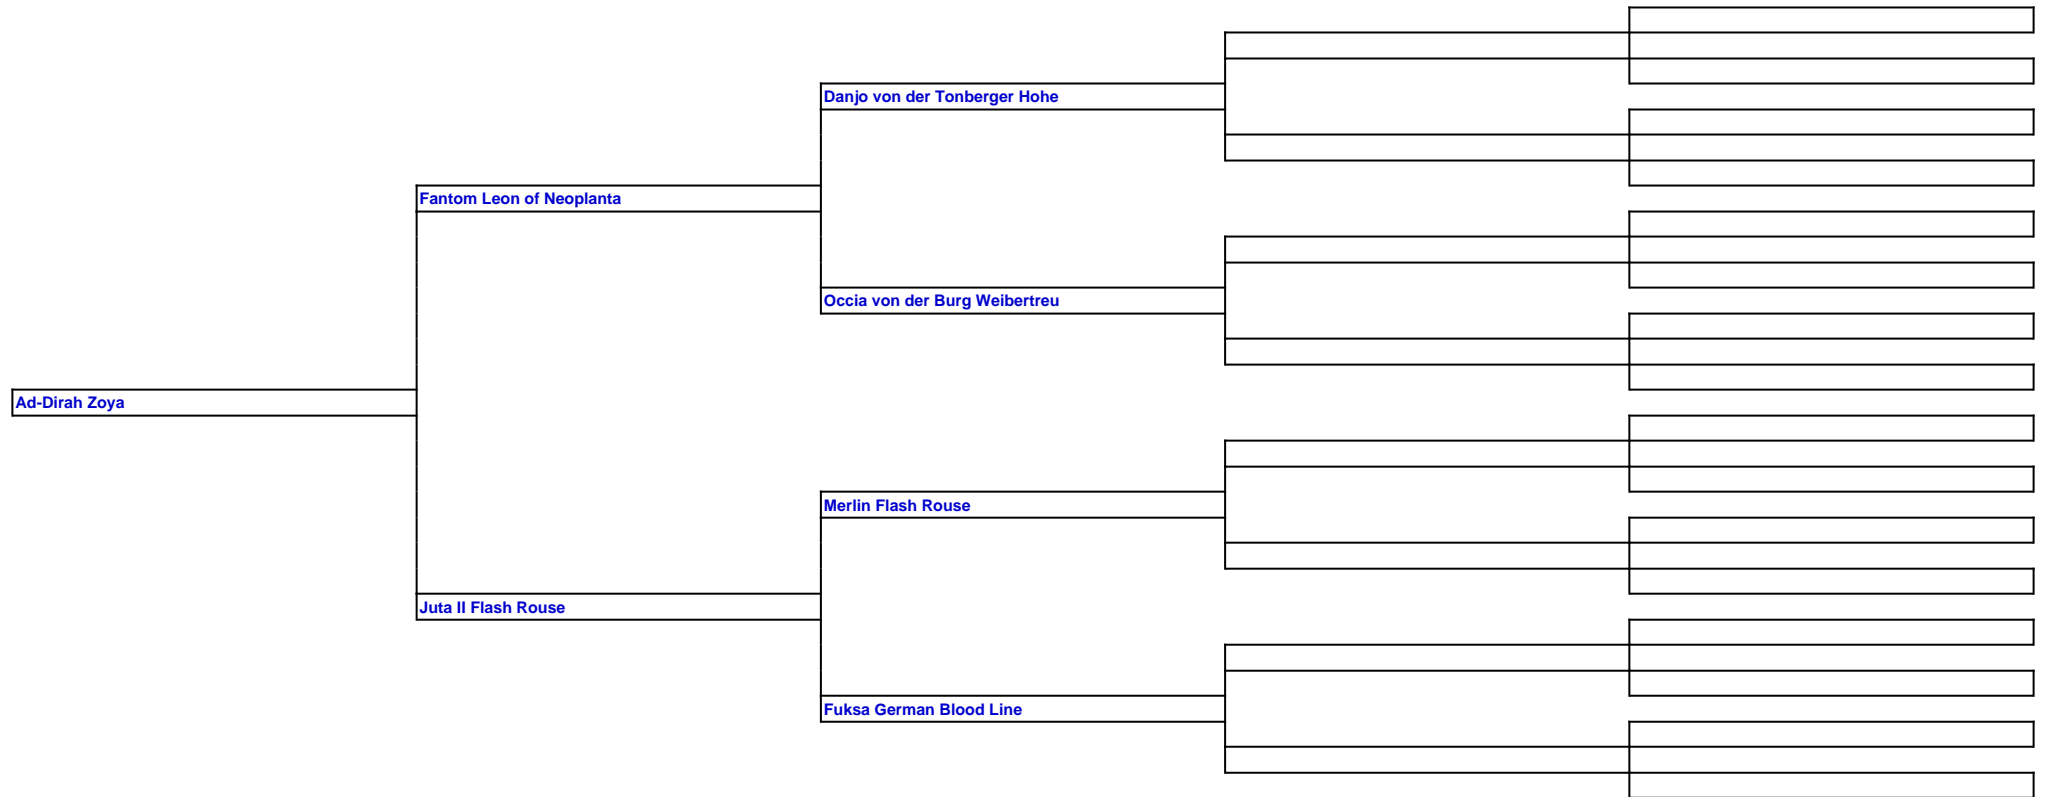 Danjo von der Tonberger Hohe
Fantom Leon of Neoplanta
Occia von der Burg Weibertreu
Ad-Dirah Zoya
Merlin Flash Rouse
Juta II Flash Rouse
Fuksa German Blood Line